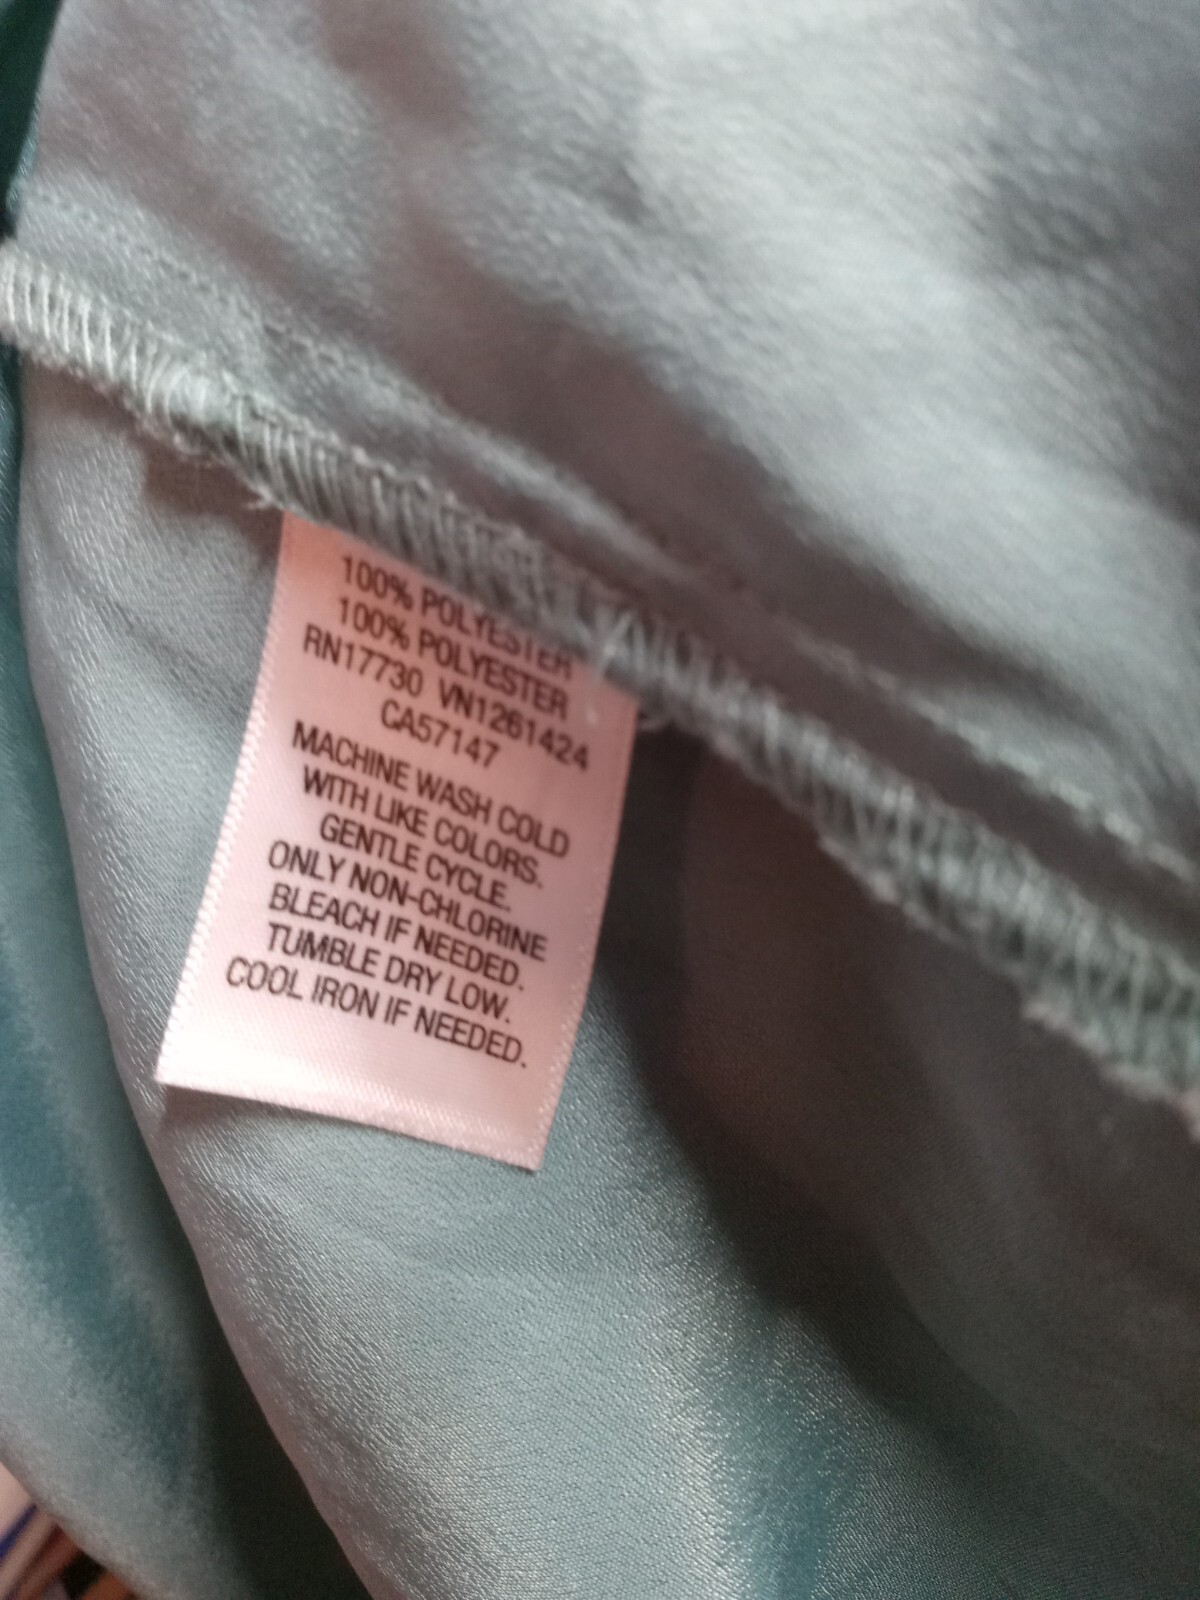 100% POLYESTER
100% POLYESTER
RN17730 VN1261424
CA57147
MACHINE WASH COLD
WITH LIKE COLORS.
GENTLE CYCLE.
ONLY NON-CHLORINE
BLEACH IF NEEDED.
TUMBLE DRY LOW.
COOL IRON IF NEEDED.